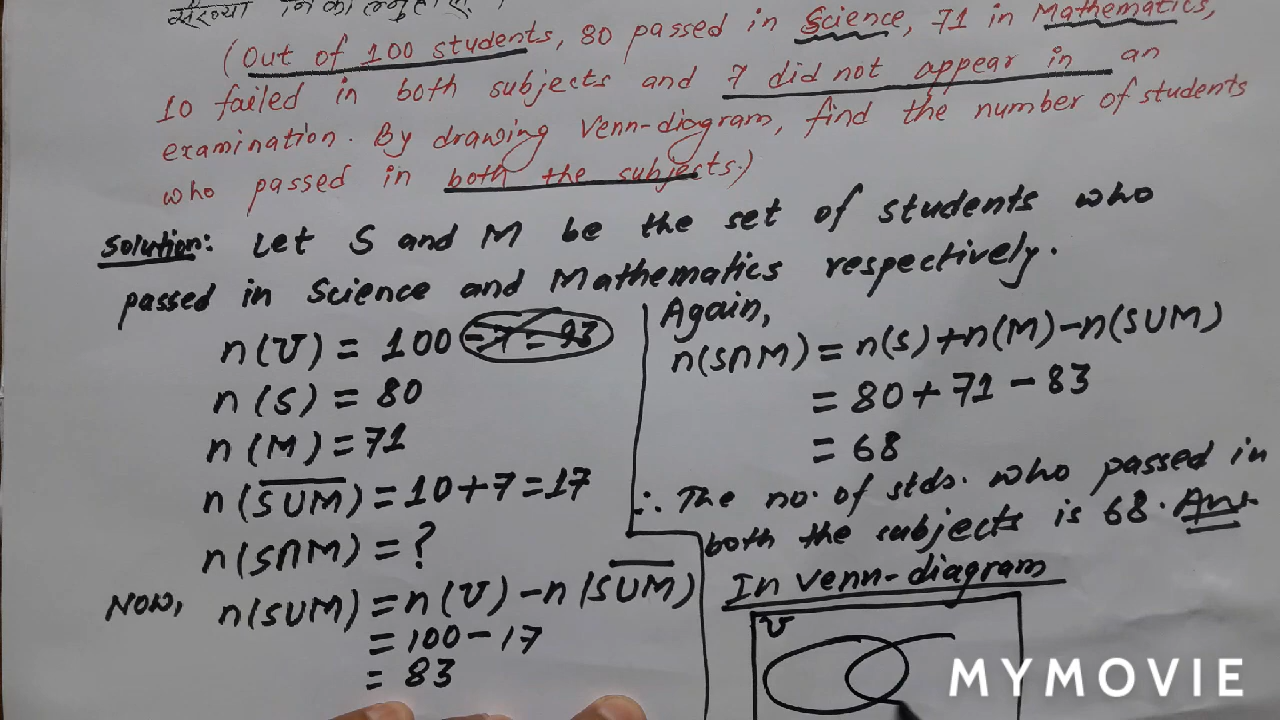 संख्या निकाल्नुहोस् ।
(Out of 100 students, 80 passed in Science, 71 in Mathematics,
10 failed in both subjects and 7 did not appear in an
examination. By drawing Venn-diagram, find the number of students
who passed in both the subjects.)
Solution: Let S and M be the set of students who
passed in Science and Mathematics respectively.
n(U) = 100 - 7 = 93
n(S) = 80
n(M) = 71
n(S̅U̅M̅) = 10 + 7 = 17
n(S∩M) = ?
Now, n(SUM) = n(U) - n(S̅U̅M̅)
= 100 - 17
= 83
Again,
n(S∩M) = n(S) + n(M) - n(SUM)
= 80 + 71 - 83
= 68
∴ The no. of stds. who passed in
both the subjects is 68. Ans.
In Venn-diagram
U
MYMOVIE